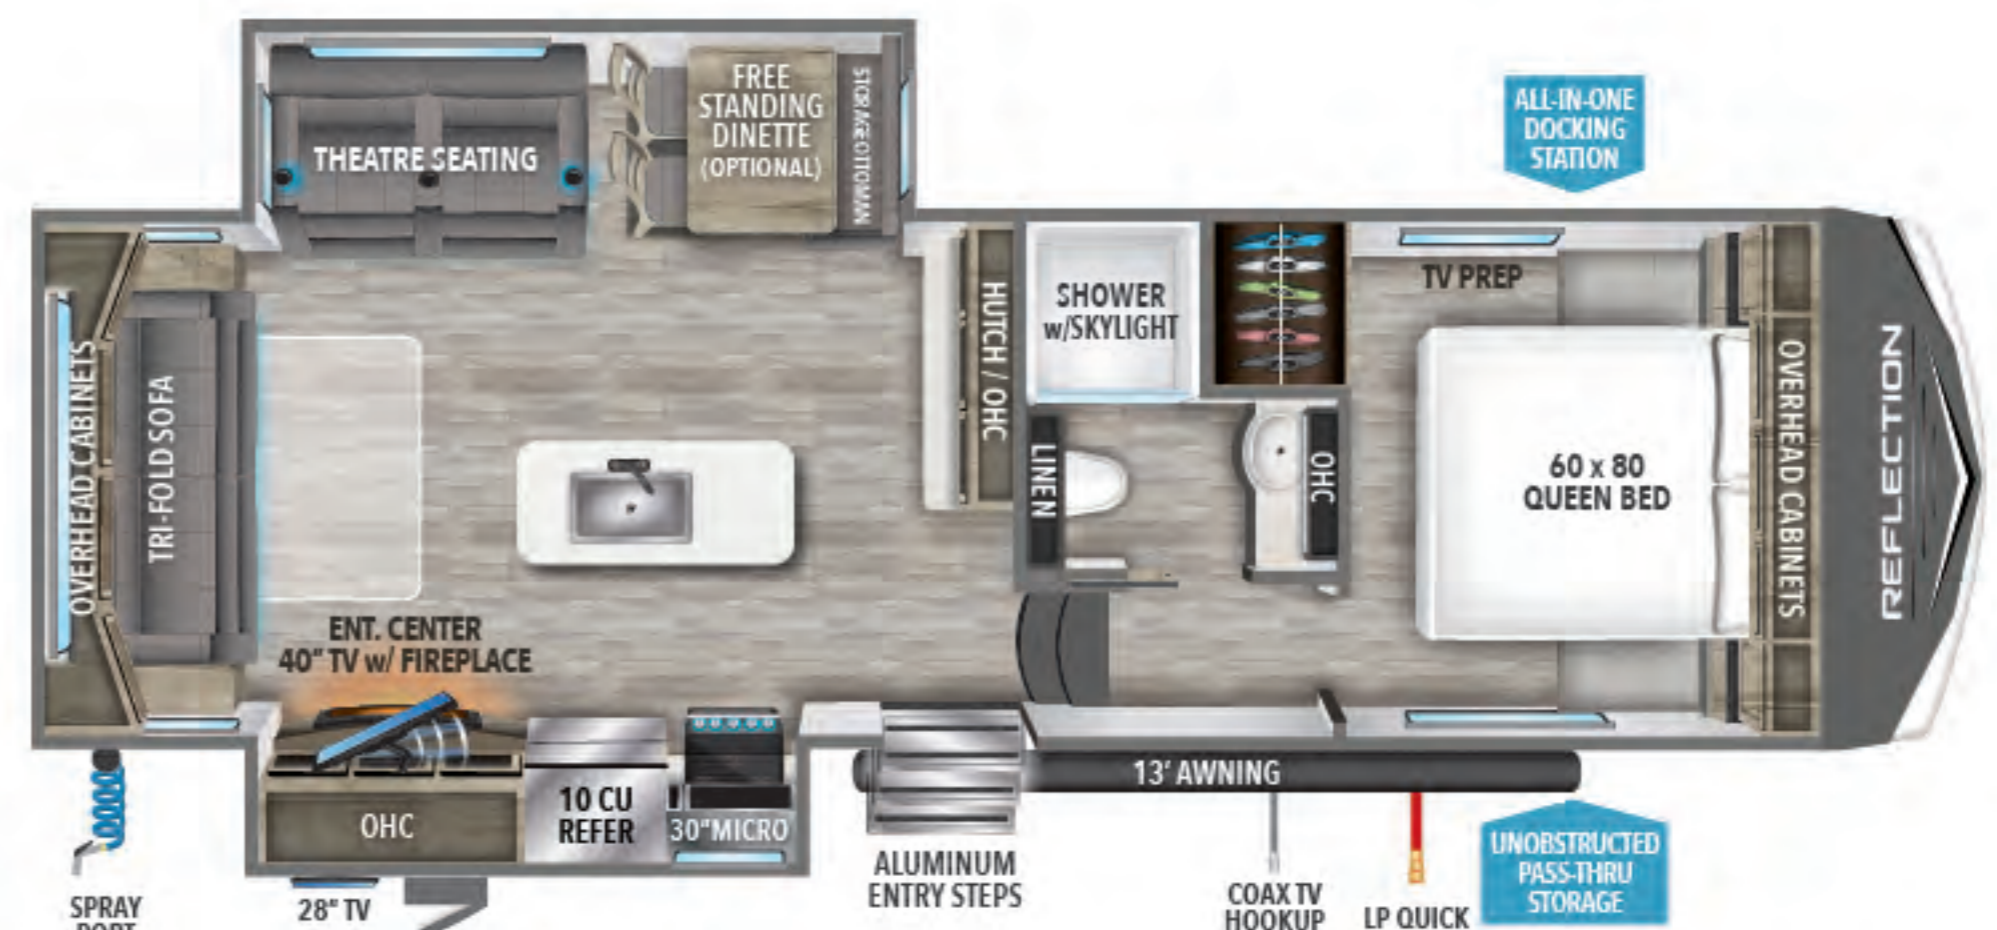 THEATRE SEATING
FREE
STANDING
DINETTE
(OPTIONAL)
STORAGE OTTOMAN
ALL-IN-ONE
DOCKING
STATION
OVERHEAD CABINETS
TRI-FOLD SOFA
HUTCH / OHC
SHOWER
w/SKYLIGHT
LINEN
OHC
TV PREP
60 x 80
QUEEN BED
OVERHEAD CABINETS
REFLECTION
ENT. CENTER
40" TV w/ FIREPLACE
OHC
10 CU
REFER
30"MICRO
13' AWNING
SPRAY
PORT
28" TV
ALUMINUM
ENTRY STEPS
COAX TV
HOOKUP
LP QUICK
UNOBSTRUCTED
PASS-THRU
STORAGE